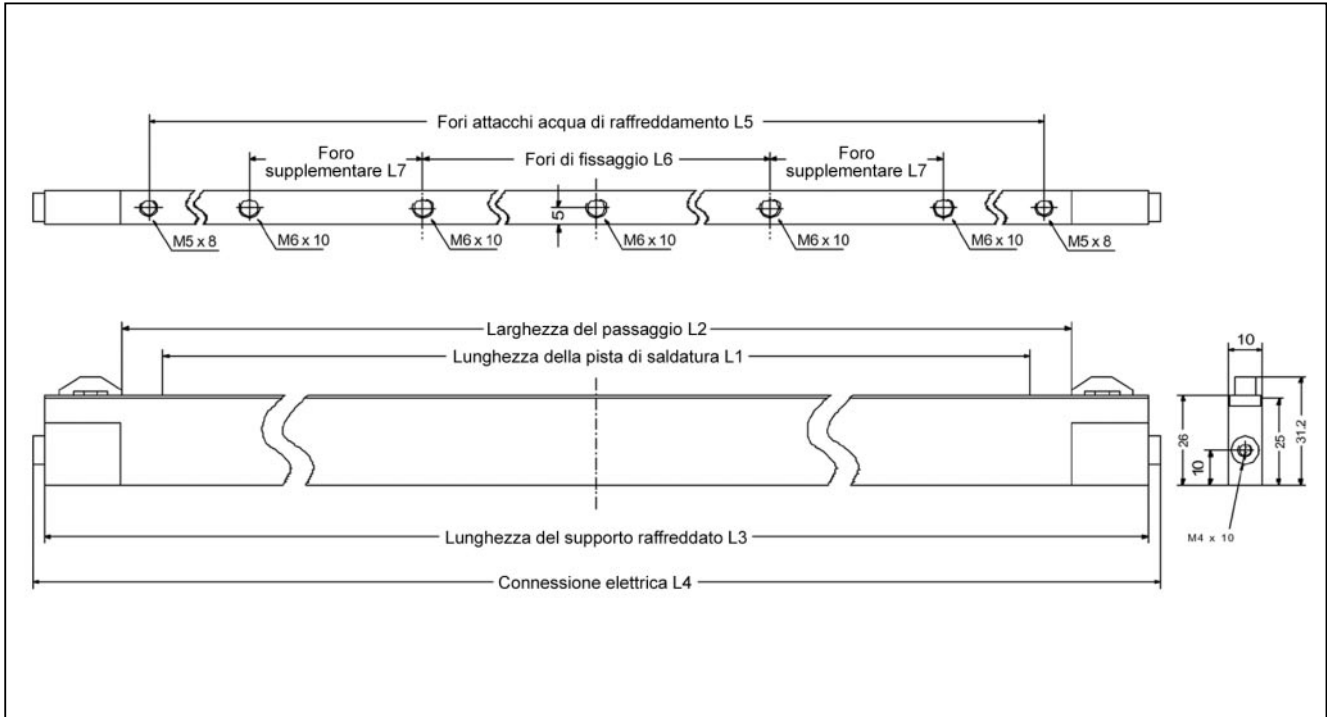 Fori attacchi acqua di raffreddamento L5
Foro
supplementare L7
Fori di fissaggio L6
Foro
supplementare L7
5
M5 x 8
M6 x 10
M6 x 10
M6 x 10
M6 x 10
M6 x 10
M5 x 8
Larghezza del passaggio L2
Lunghezza della pista di saldatura L1
10
26
10
25
31.2
M4 x 10
Lunghezza del supporto raffreddato L3
Connessione elettrica L4